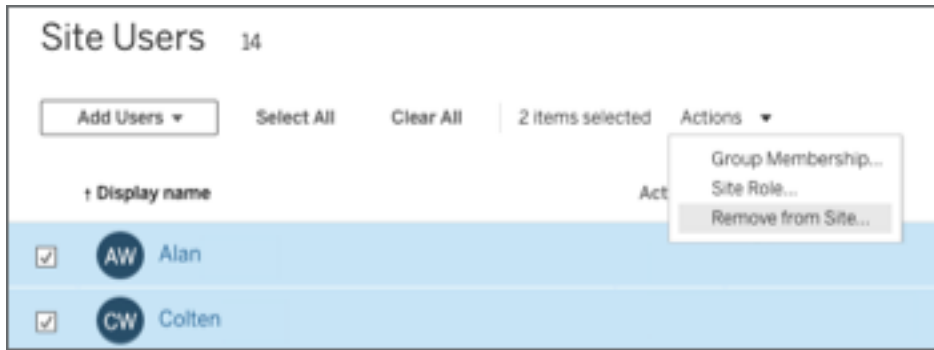 Site Users 14
Add Users ▾ Select All Clear All 2 items selected Actions ▾
Group Membership...
↑ Display name Act Site Role...
Remove from Site...
AW Alan
CW Colten